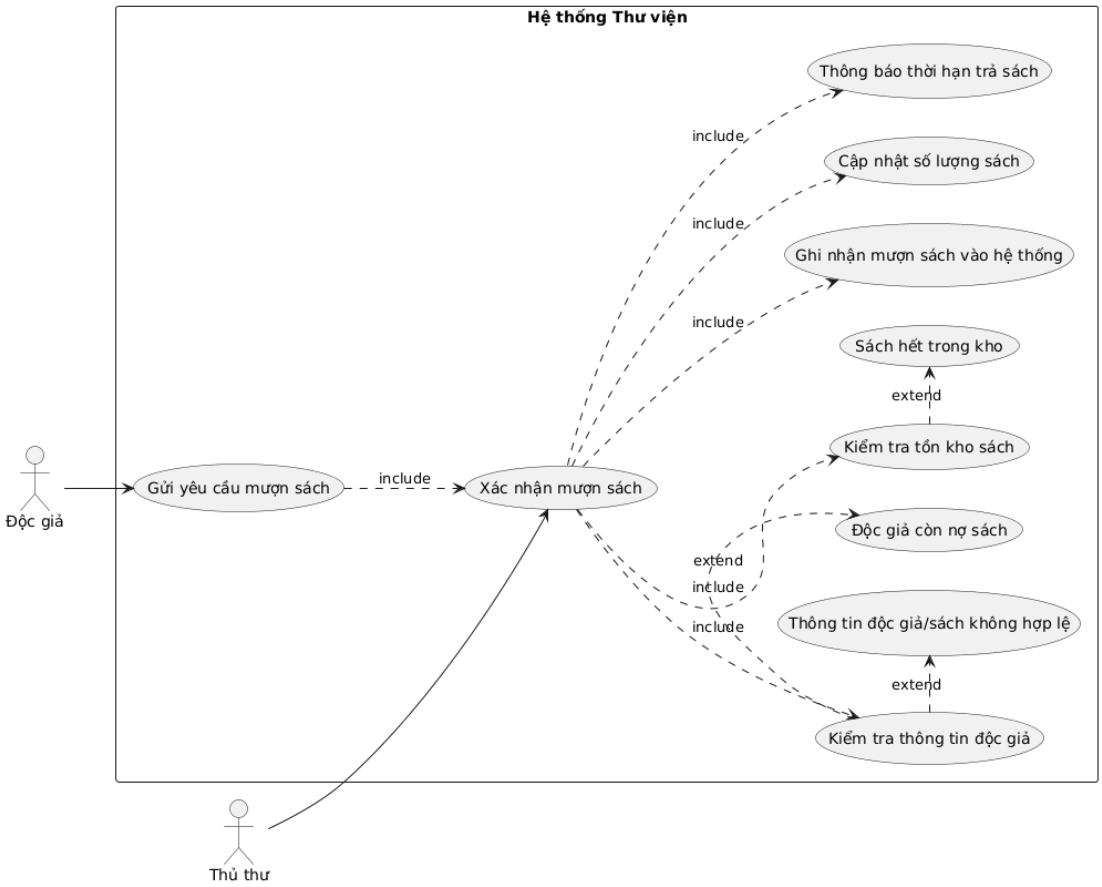 Hệ thống Thư viện
Thông báo thời hạn trả sách
include
Cập nhật số lượng sách
include
Ghi nhận mượn sách vào hệ thống
include
Sách hết trong kho
extend
Kiểm tra tồn kho sách
include
Gửi yêu cầu mượn sách
Xác nhận mượn sách
Độc giả
Độc giả còn nợ sách
extend
include
Thông tin độc giả/sách không hợp lệ
include
extend
Kiểm tra thông tin độc giả
Thủ thư